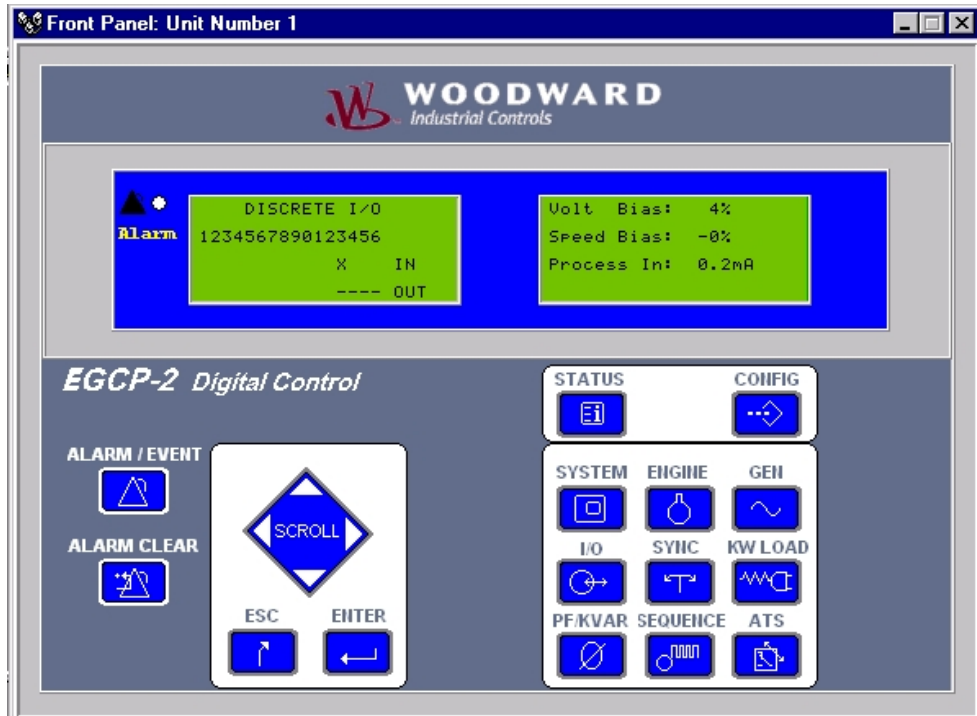 Front Panel: Unit Number 1
WOODWARD
Industrial Controls
Alarm
DISCRETE I/O
1234567890123456
X IN
---- OUT
Volt Bias: 4%
Speed Bias: -0%
Process In: 0.2mA
EGCP-2 Digital Control
STATUS CONFIG
ALARM / EVENT
SCROLL
ALARM CLEAR
ESC ENTER
SYSTEM ENGINE GEN
I/O SYNC KW LOAD
PF/KVAR SEQUENCE ATS